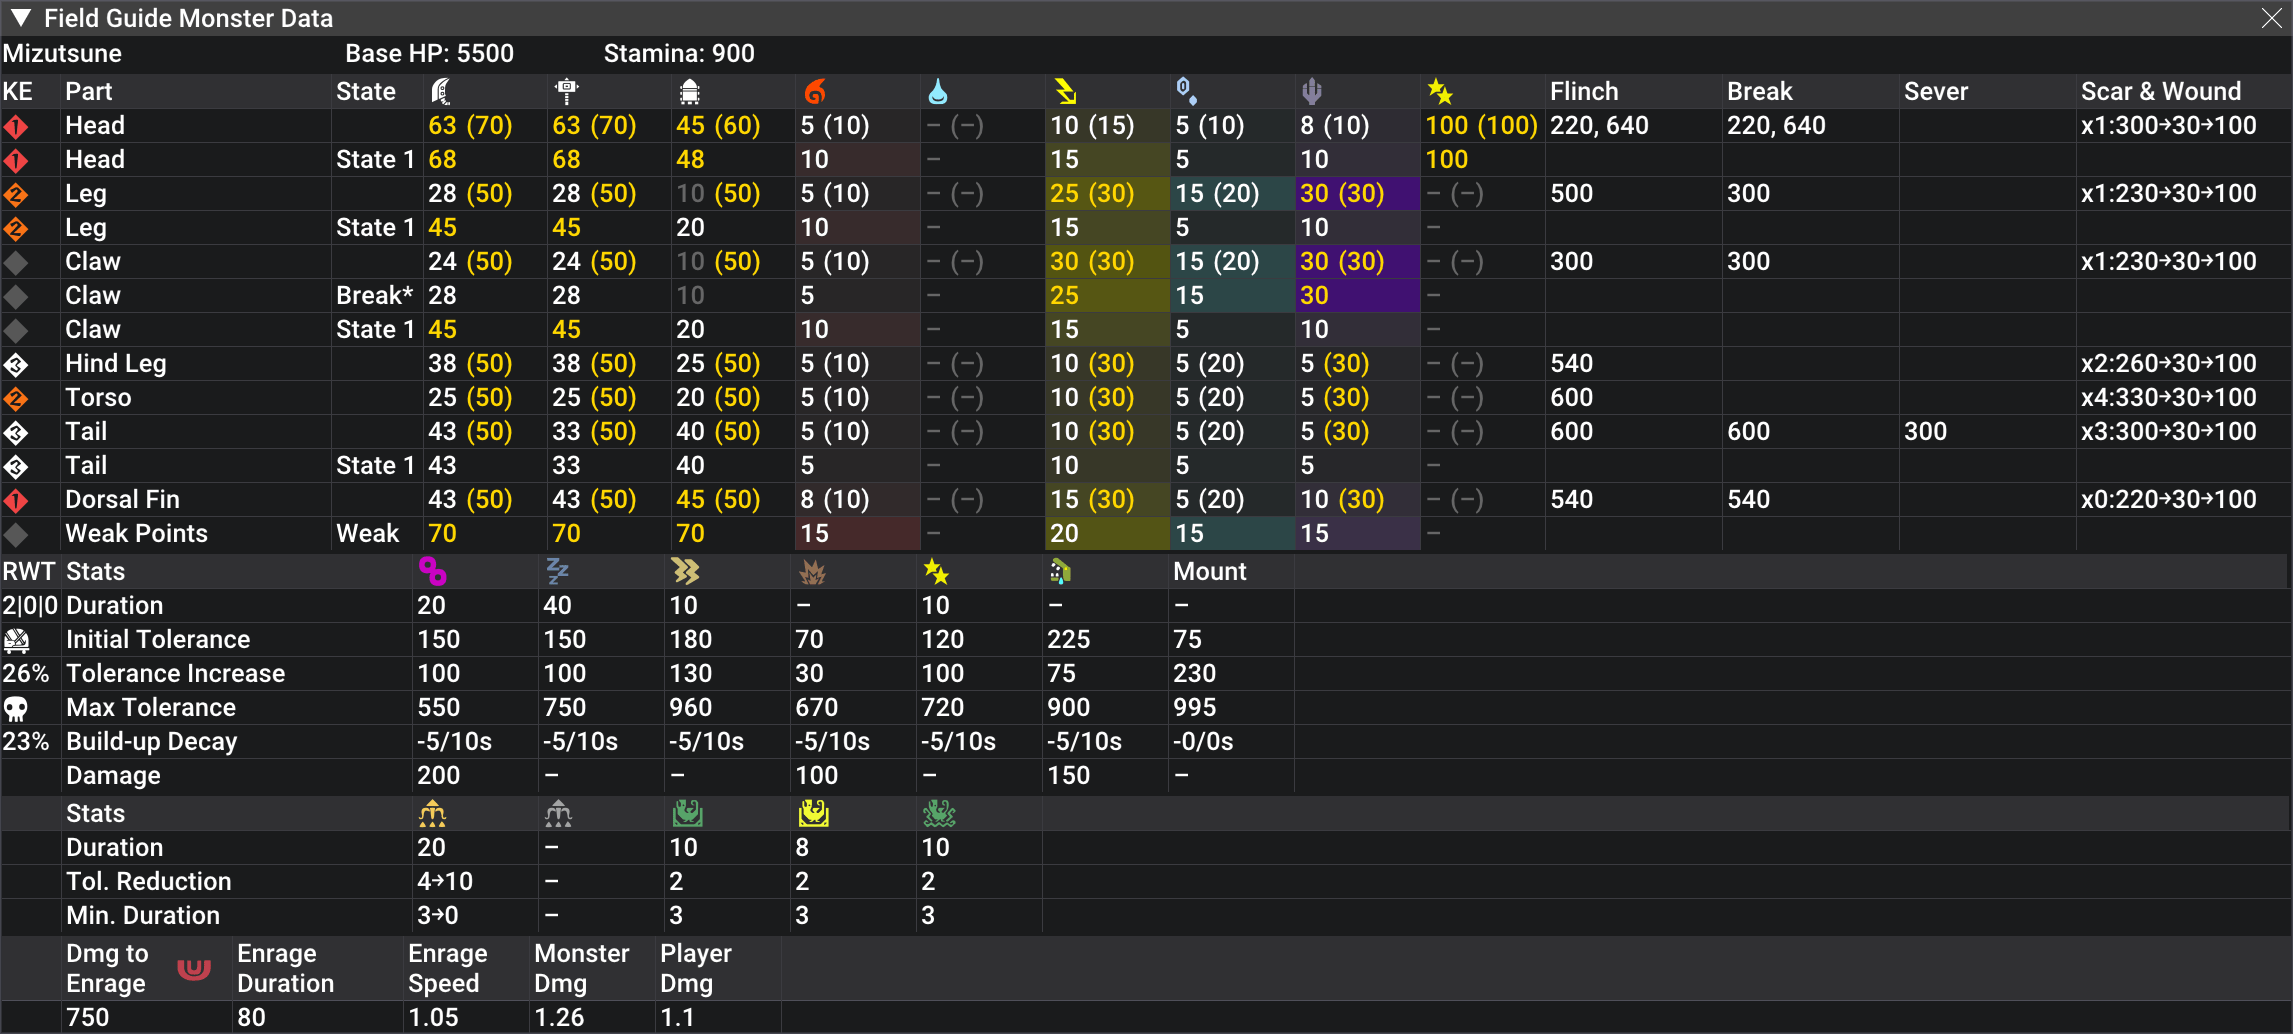 Field Guide Monster Data
Mizutsune Base HP: 5500 Stamina: 900
KE Part State Flinch Break Sever Scar & Wound
1 Head 63 (70) 63 (70) 45 (60) 5 (10) – (–) 10 (15) 5 (10) 8 (10) 100 (100) 220, 640 220, 640 x1:300→30→100
1 Head State 1 68 68 48 10 – 15 5 10 100
2 Leg 28 (50) 28 (50) 10 (50) 5 (10) – (–) 25 (30) 15 (20) 30 (30) – (–) 500 300 x1:230→30→100
2 Leg State 1 45 45 20 10 – 15 5 10 –
Claw 24 (50) 24 (50) 10 (50) 5 (10) – (–) 30 (30) 15 (20) 30 (30) – (–) 300 300 x1:230→30→100
Claw Break* 28 28 10 5 – 25 15 30 –
Claw State 1 45 45 20 10 – 15 5 10 –
3 Hind Leg 38 (50) 38 (50) 25 (50) 5 (10) – (–) 10 (30) 5 (20) 5 (30) – (–) 540 x2:260→30→100
2 Torso 25 (50) 25 (50) 20 (50) 5 (10) – (–) 10 (30) 5 (20) 5 (30) – (–) 600 x4:330→30→100
3 Tail 43 (50) 33 (50) 40 (50) 5 (10) – (–) 10 (30) 5 (20) 5 (30) – (–) 600 600 300 x3:300→30→100
3 Tail State 1 43 33 40 5 – 10 5 5 –
1 Dorsal Fin 43 (50) 43 (50) 45 (50) 8 (10) – (–) 15 (30) 5 (20) 10 (30) – (–) 540 540 x0:220→30→100
Weak Points Weak 70 70 70 15 – 20 15 15 –
RWT Stats Mount
2|0|0 Duration 20 40 10 – 10 – –
Initial Tolerance 150 150 180 70 120 225 75
26% Tolerance Increase 100 100 130 30 100 75 230
Max Tolerance 550 750 960 670 720 900 995
23% Build-up Decay -5/10s -5/10s -5/10s -5/10s -5/10s -5/10s -0/0s
Damage 200 – – 100 – 150 –
Stats
Duration 20 – 10 8 10
Tol. Reduction 4→10 – 2 2 2
Min. Duration 3→0 – 3 3 3
Dmg to Enrage Enrage Monster Player
Enrage Duration Speed Dmg Dmg
750 80 1.05 1.26 1.1